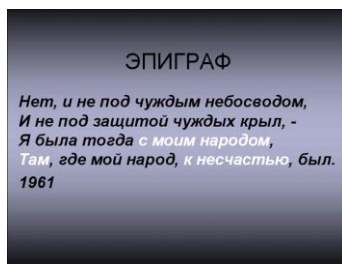 ЭПИГРАФ
Нет, и не под чуждым небосводом,
И не под защитой чуждых крыл, -
Я была тогда с моим народом,
Там, где мой народ, к несчастью, был.
1961